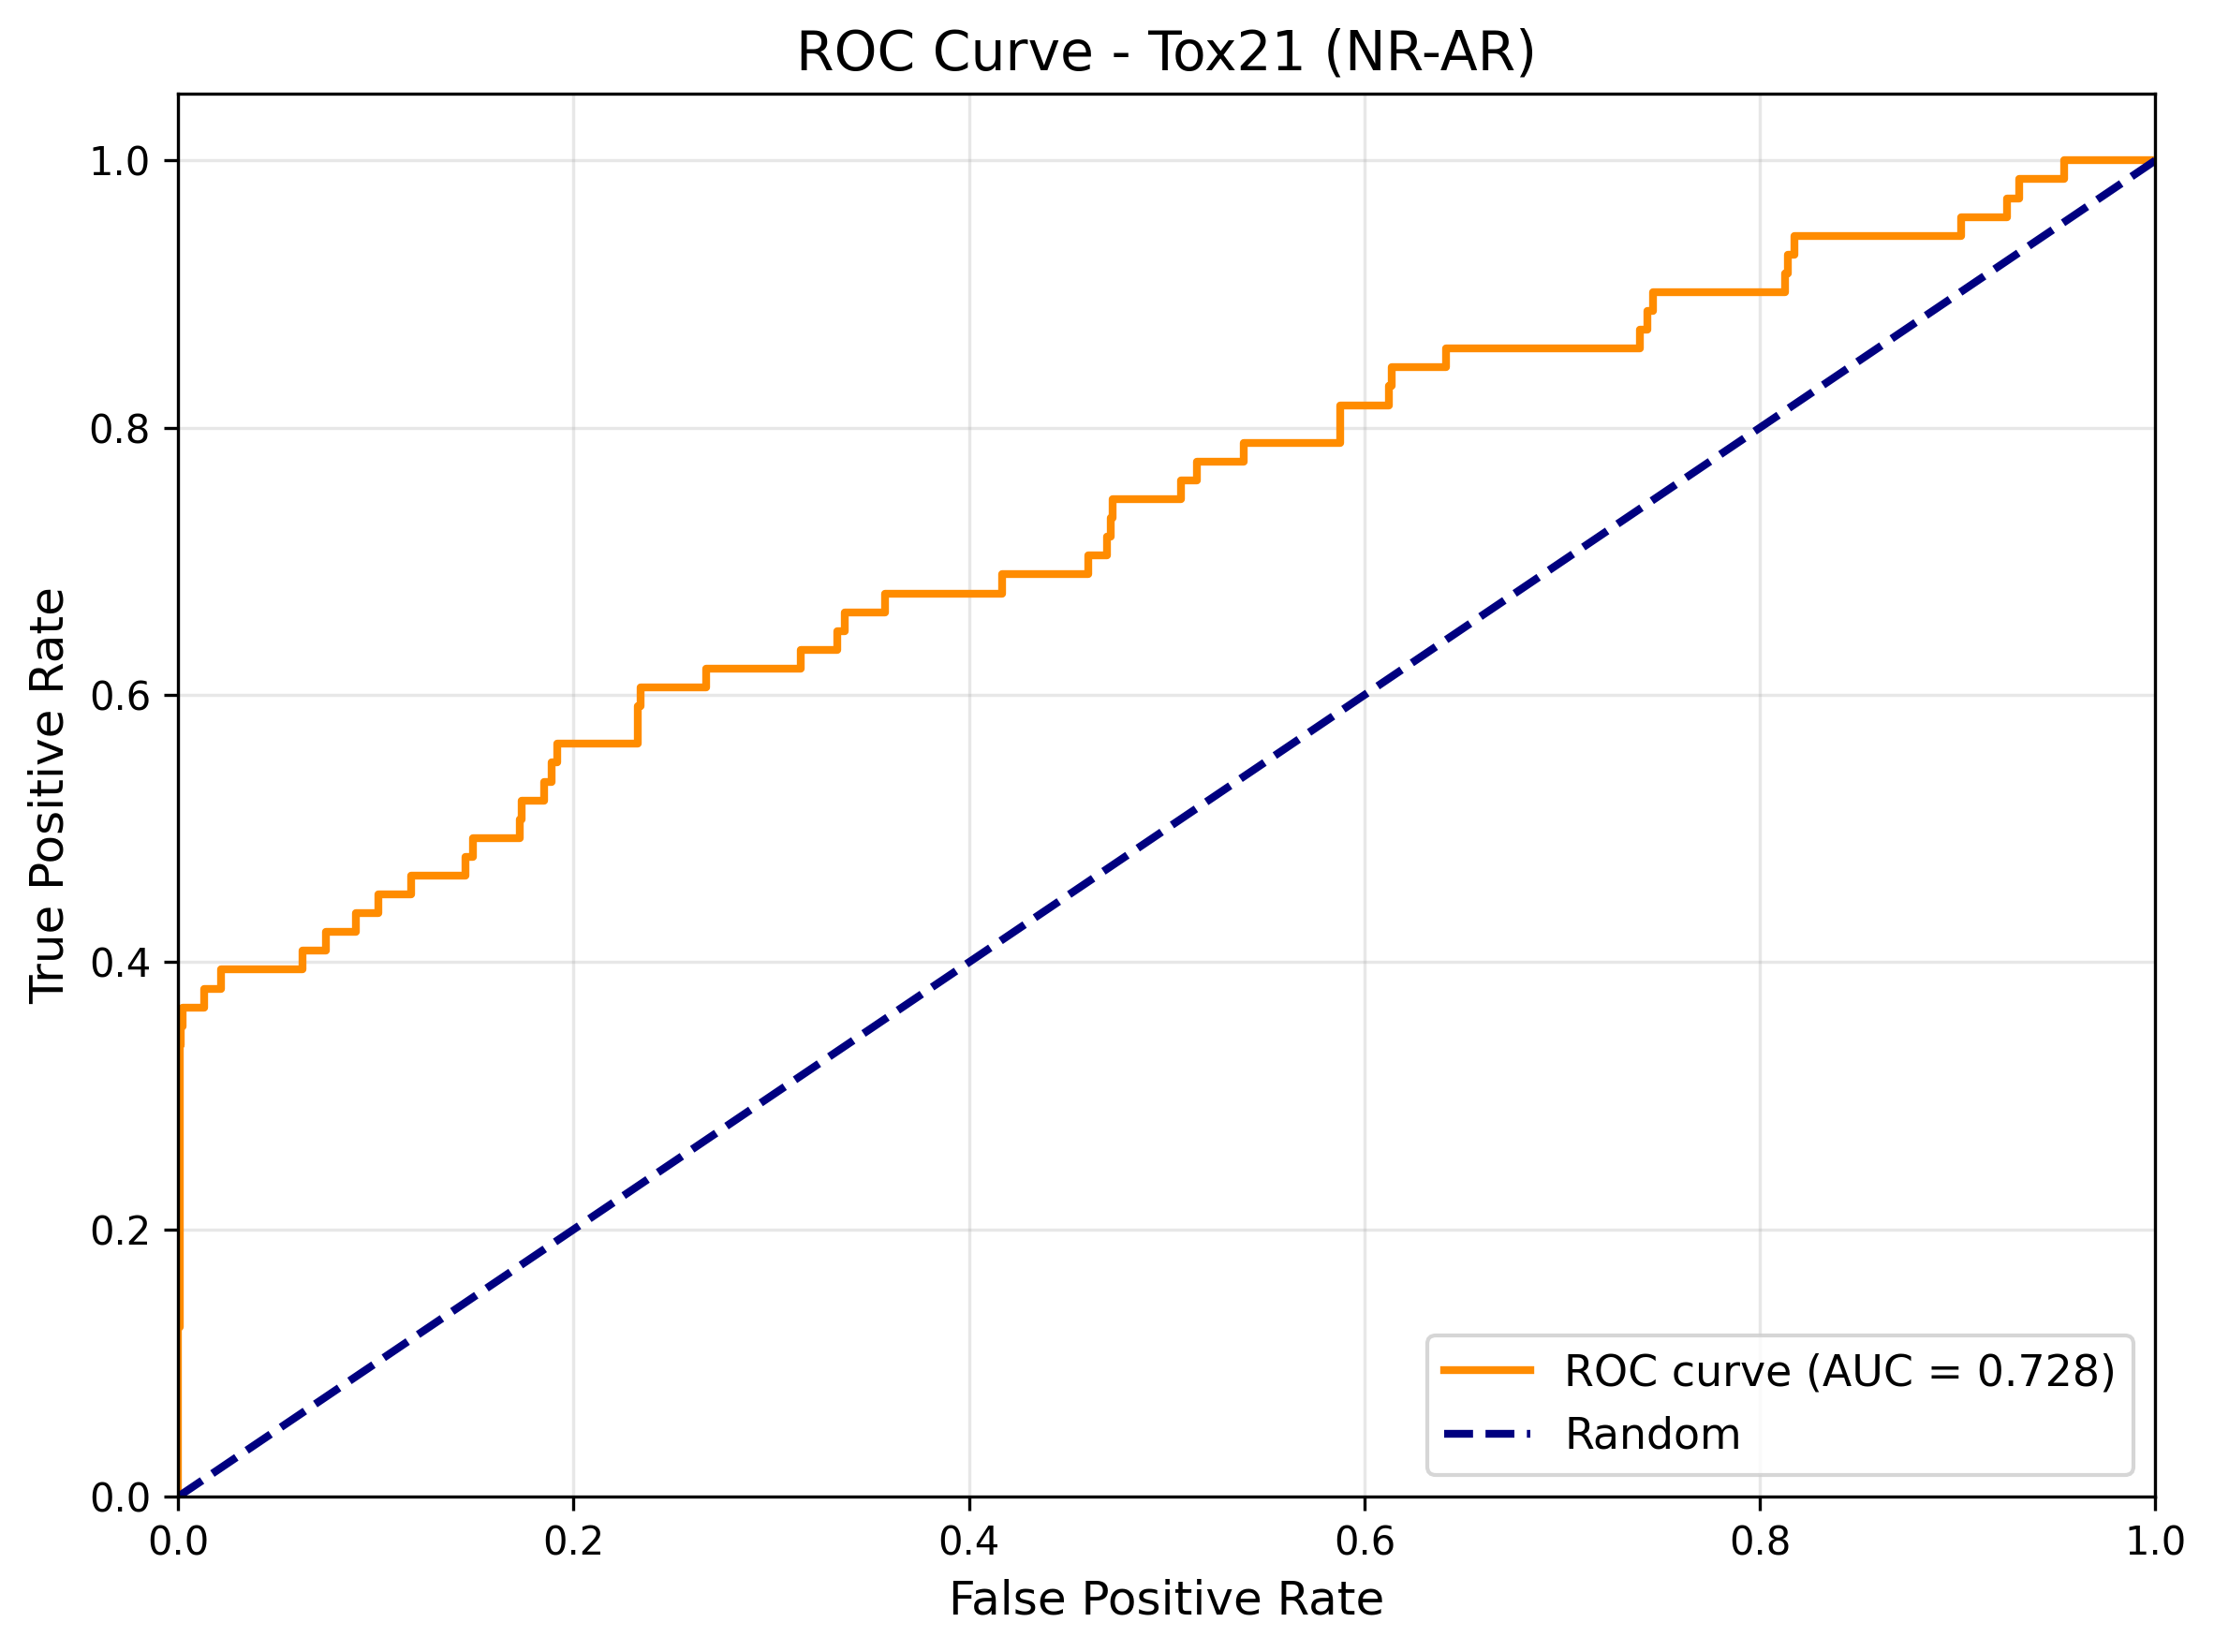 ROC Curve - Tox21 (NR-AR)
True Positive Rate
1.0
0.8
0.6
0.4
0.2
0.0
0.0
0.2
0.4
0.6
0.8
1.0
False Positive Rate
ROC curve (AUC = 0.728)
Random